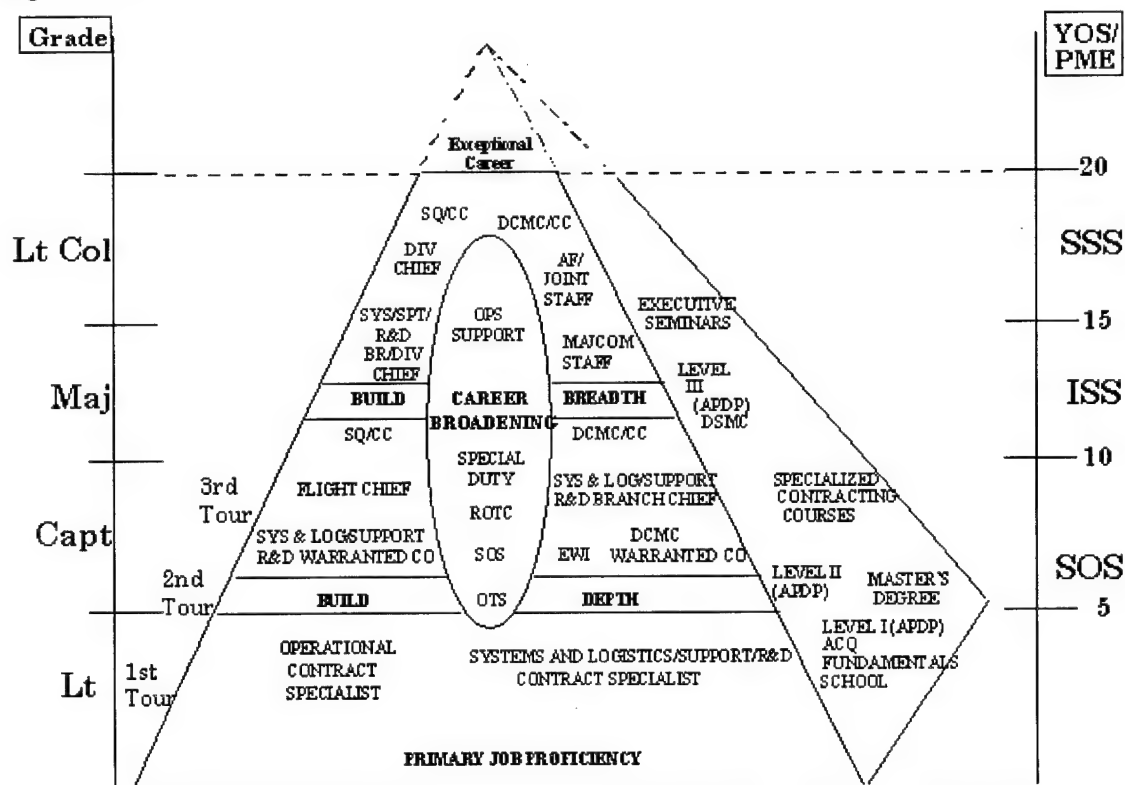 Grade
YOS/
PME
Exceptional
Career
20
SQ/CC
DCMC/CC
Lt Col
DIV
CHIEF
AF/
JOINT
STAFF
SSS
EXECUTIVE
SEMINARS
SYS/SPT/
R&D
BR/DIV
CHIEF
OPS
SUPPORT
15
MAJCOM
STAFF
LEVEL
III
(APDP)
DSMC
Maj
BUILD
CAREER
BROADENING
BREADTH
ISS
SQ/CC
DCMC/CC
10
SPECIAL
DUTY
3rd
Tour
FLIGHT CHIEF
SYS & LOG/SUPPORT
R&D BRANCH CHIEF
SPECIALIZED
CONTRACTING
COURSES
ROTC
Capt
SYS & LOG/SUPPORT
R&D WARRANTED CO
SOS
EWI
DCMC
WARRANTED CO
SOS
2nd
Tour
LEVEL II
(APDP)
MASTER'S
DEGREE
BUILD
OTS
DEPTH
5
LEVEL I (APDP)
ACQ
FUNDAMENTALS
SCHOOL
OPERATIONAL
CONTRACT
SPECIALIST
SYSTEMS AND LOGISTICS/SUPPORT/R&D
CONTRACT SPECIALIST
Lt
1st
Tour
PRIMARY JOB PROFICIENCY